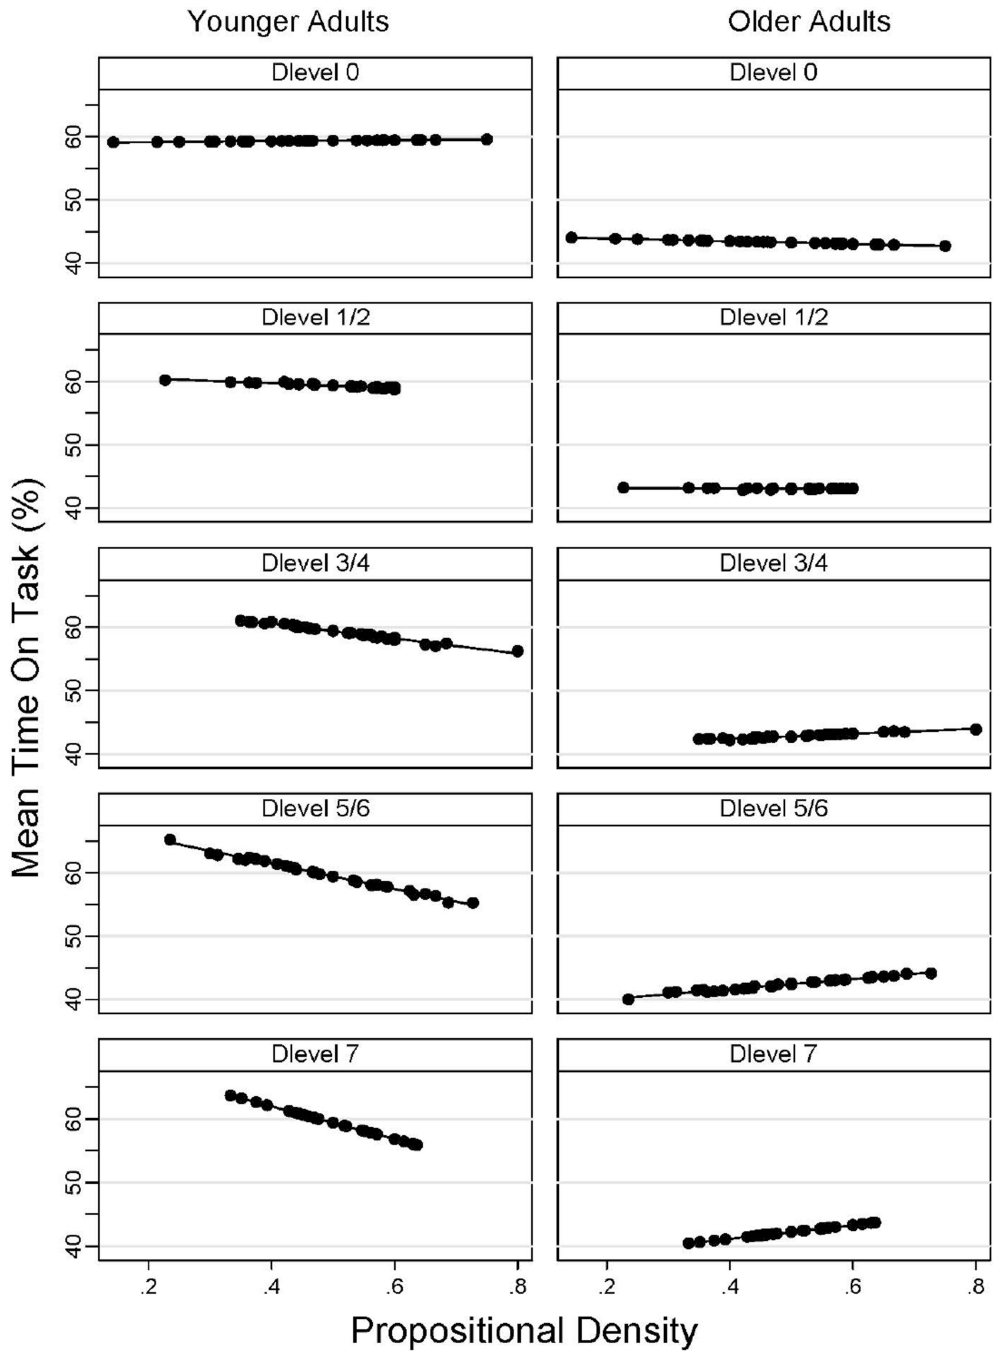 Younger Adults Older Adults
Dlevel 0 Dlevel 0
60
50
40
Dlevel 1/2 Dlevel 1/2
60
50
40
Dlevel 3/4 Dlevel 3/4
60
50
40
Dlevel 5/6 Dlevel 5/6
60
50
40
Dlevel 7 Dlevel 7
60
50
40
.2 .4 .6 .8 .2 .4 .6 .8
Mean Time On Task (%)
Propositional Density